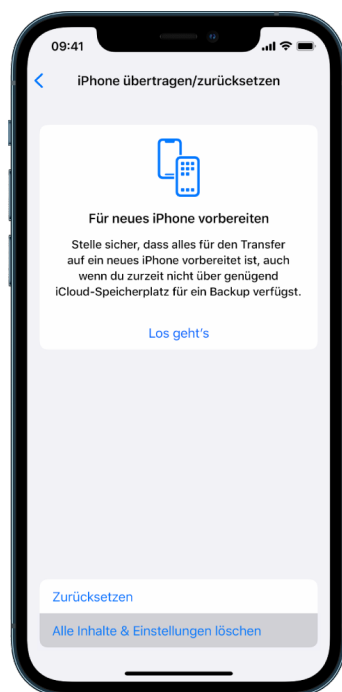 09:41
iPhone übertragen/zurücksetzen
Für neues iPhone vorbereiten
Stelle sicher, dass alles für den Transfer
auf ein neues iPhone vorbereitet ist, auch
wenn du zurzeit nicht über genügend
iCloud-Speicherplatz für ein Backup verfügst.
Los geht's
Zurücksetzen
Alle Inhalte & Einstellungen löschen